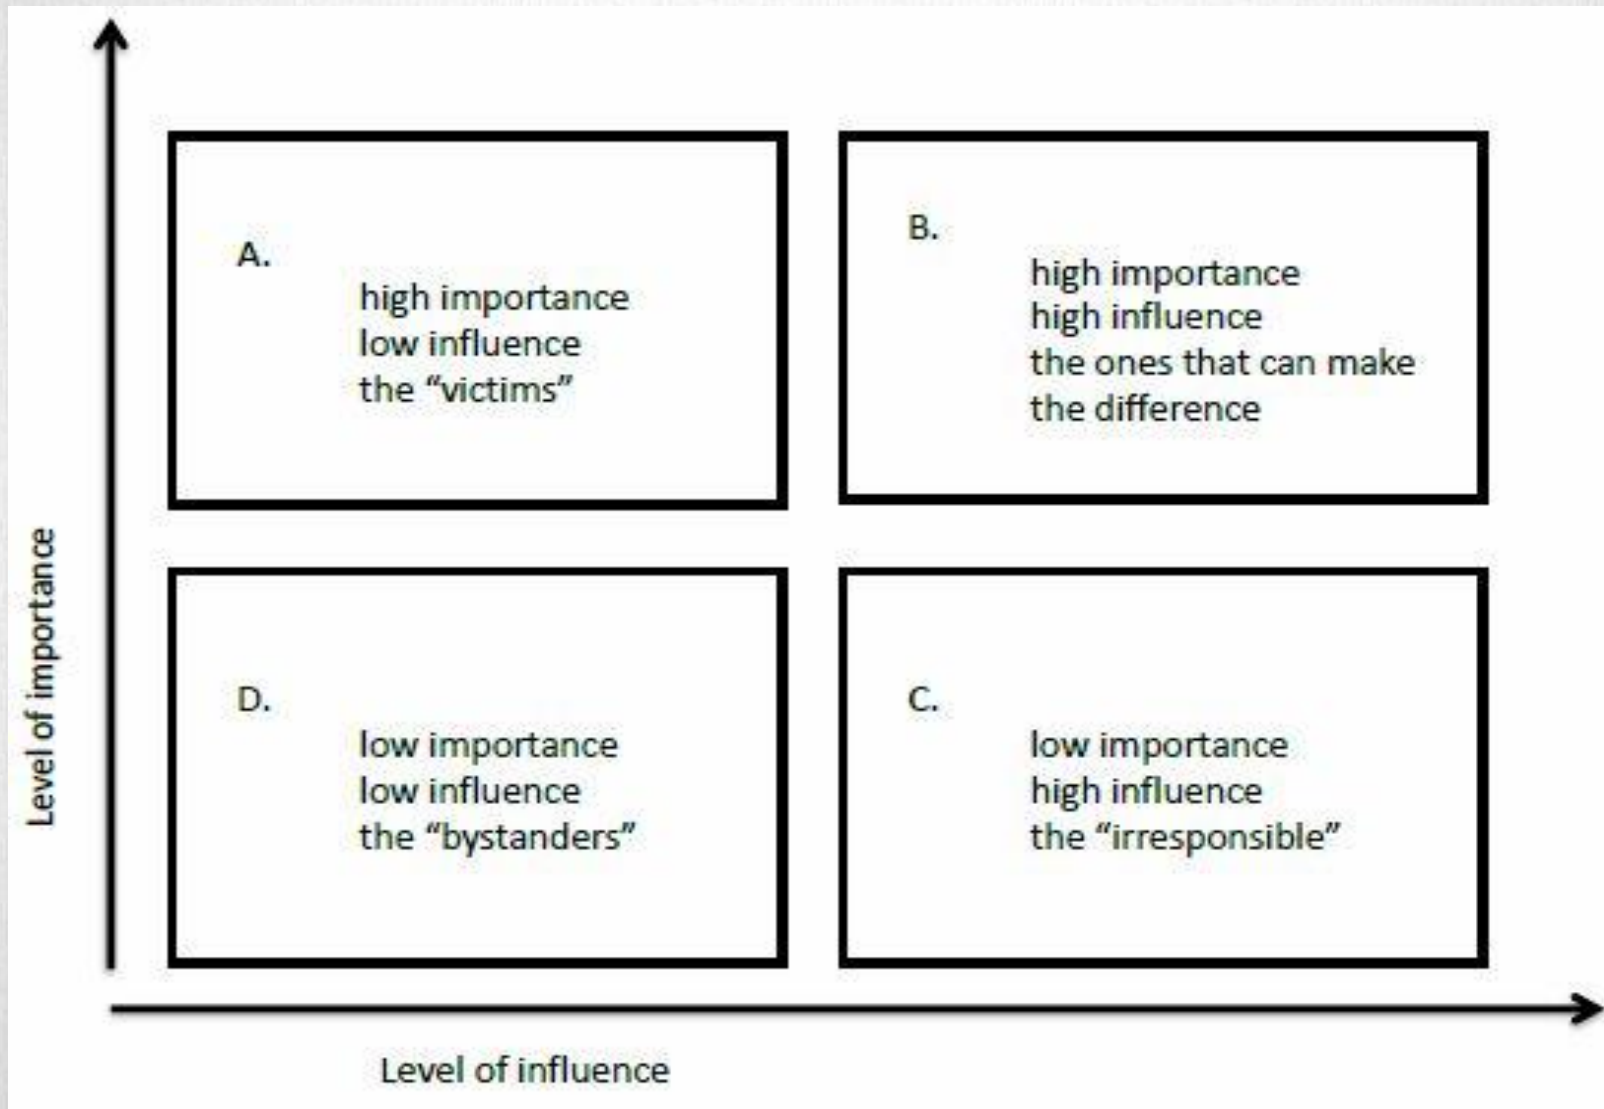 A.
high importance
low influence
the “victims”
B.
high importance
high influence
the ones that can make
the difference
D.
low importance
low influence
the “bystanders”
C.
low importance
high influence
the “irresponsible”
Level of importance
Level of influence